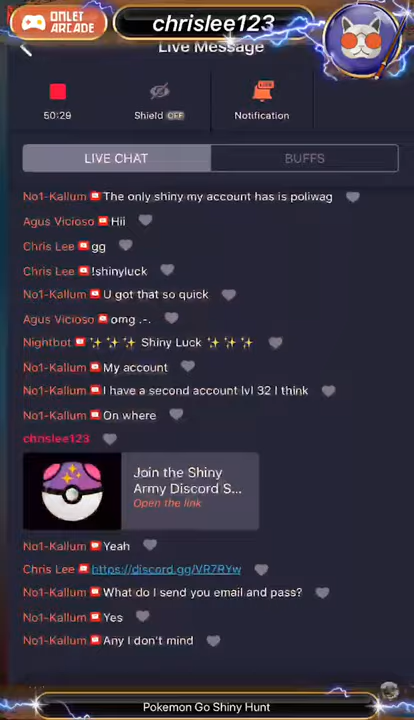 OMLET ARCADE
chrislee123
Live Message
50:29
Shield OFF
Notification
LIVE CHAT
BUFFS
No1-Kallum The only shiny my account has is poliwag
Agus Vicioso Hii
Chris Lee gg
Chris Lee !shinyluck
No1-Kallum U got that so quick
Agus Vicioso omg .-.
Nightbot ✨✨✨ Shiny Luck ✨✨✨
No1-Kallum My account
No1-Kallum I have a second account lvl 32 I think
No1-Kallum On where
chrislee123
Join the Shiny
Army Discord S...
Open the link
No1-Kallum Yeah
Chris Lee https://discord.gg/VR7RYw
No1-Kallum What do I send you email and pass?
No1-Kallum Yes
No1-Kallum Any I don't mind
Pokemon Go Shiny Hunt